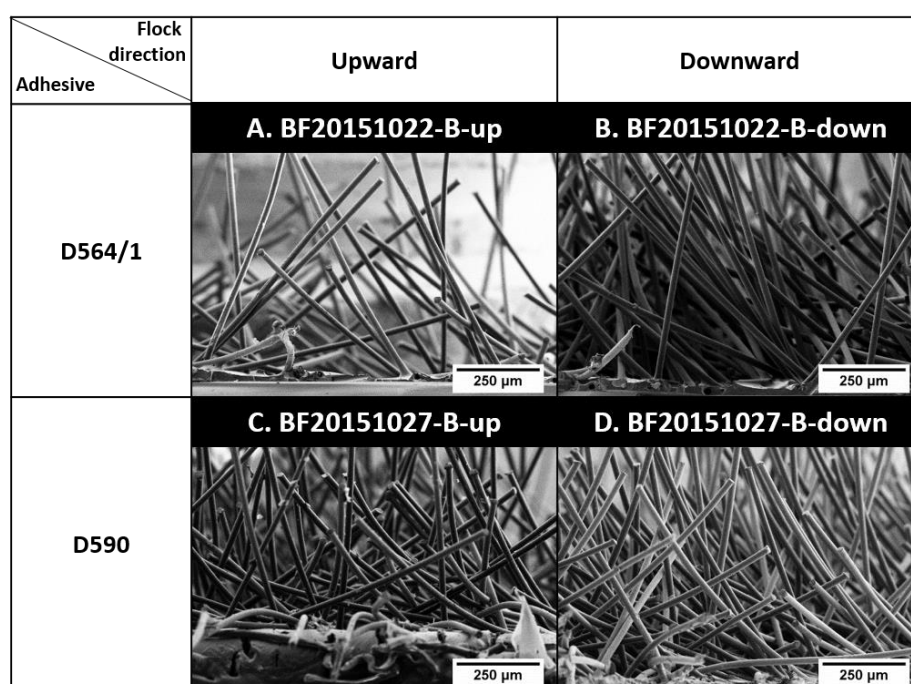 Flock
direction
Adhesive
Upward
Downward
A. BF20151022-B-up
B. BF20151022-B-down
D564/1
250 µm
250 µm
C. BF20151027-B-up
D. BF20151027-B-down
D590
250 µm
250 µm